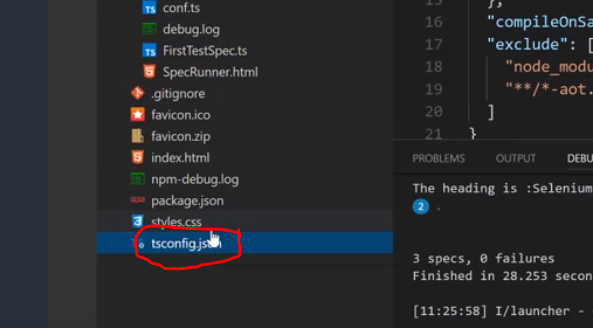 conf.ts
debug.log
FirstTestSpec.ts
SpecRunner.html
.gitignore
favicon.ico
favicon.zip
index.html
npm-debug.log
package.json
styles.css
tsconfig.json
15 },
16 "compileOnSa
17 "exclude": [
18 "node_modu
19 "**/*-aot.
20 ]
21 }
PROBLEMS OUTPUT DEBU
The heading is :Selenium
2 .
3 specs, 0 failures
Finished in 28.253 secon
[11:25:58] I/launcher -